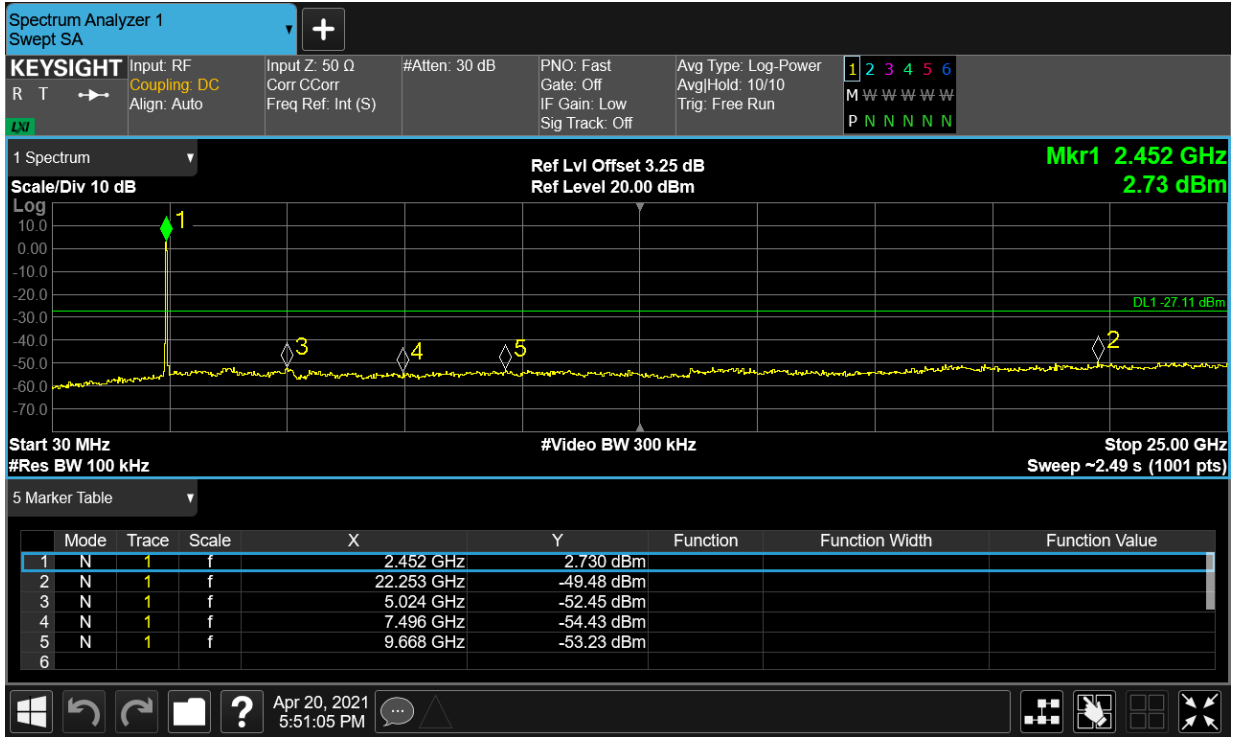 Spectrum Analyzer 1
Swept SA
KEYSIGHT Input: RF
R T Coupling: DC
Align: Auto
LXI
Input Z: 50 Ω
Corr CCorr
Freq Ref: Int (S)
#Atten: 30 dB
PNO: Fast
Gate: Off
IF Gain: Low
Sig Track: Off
Avg Type: Log-Power
Avg|Hold: 10/10
Trig: Free Run
1 2 3 4 5 6
M W W W W W
P N N N N N
1 Spectrum
Scale/Div 10 dB
Ref Lvl Offset 3.25 dB
Ref Level 20.00 dBm
Mkr1 2.452 GHz
2.73 dBm
Log
10.0
0.00
-10.0
-20.0
-30.0
-40.0
-50.0
-60.0
-70.0
1
3
4
5
2
DL1 -27.11 dBm
Start 30 MHz
#Res BW 100 kHz
#Video BW 300 kHz
Stop 25.00 GHz
Sweep ~2.49 s (1001 pts)
5 Marker Table
Mode Trace Scale X Y Function Function Width Function Value
1 N 1 f 2.452 GHz 2.730 dBm
2 N 1 f 22.253 GHz -49.48 dBm
3 N 1 f 5.024 GHz -52.45 dBm
4 N 1 f 7.496 GHz -54.43 dBm
5 N 1 f 9.668 GHz -53.23 dBm
6
?
Apr 20, 2021
5:51:05 PM